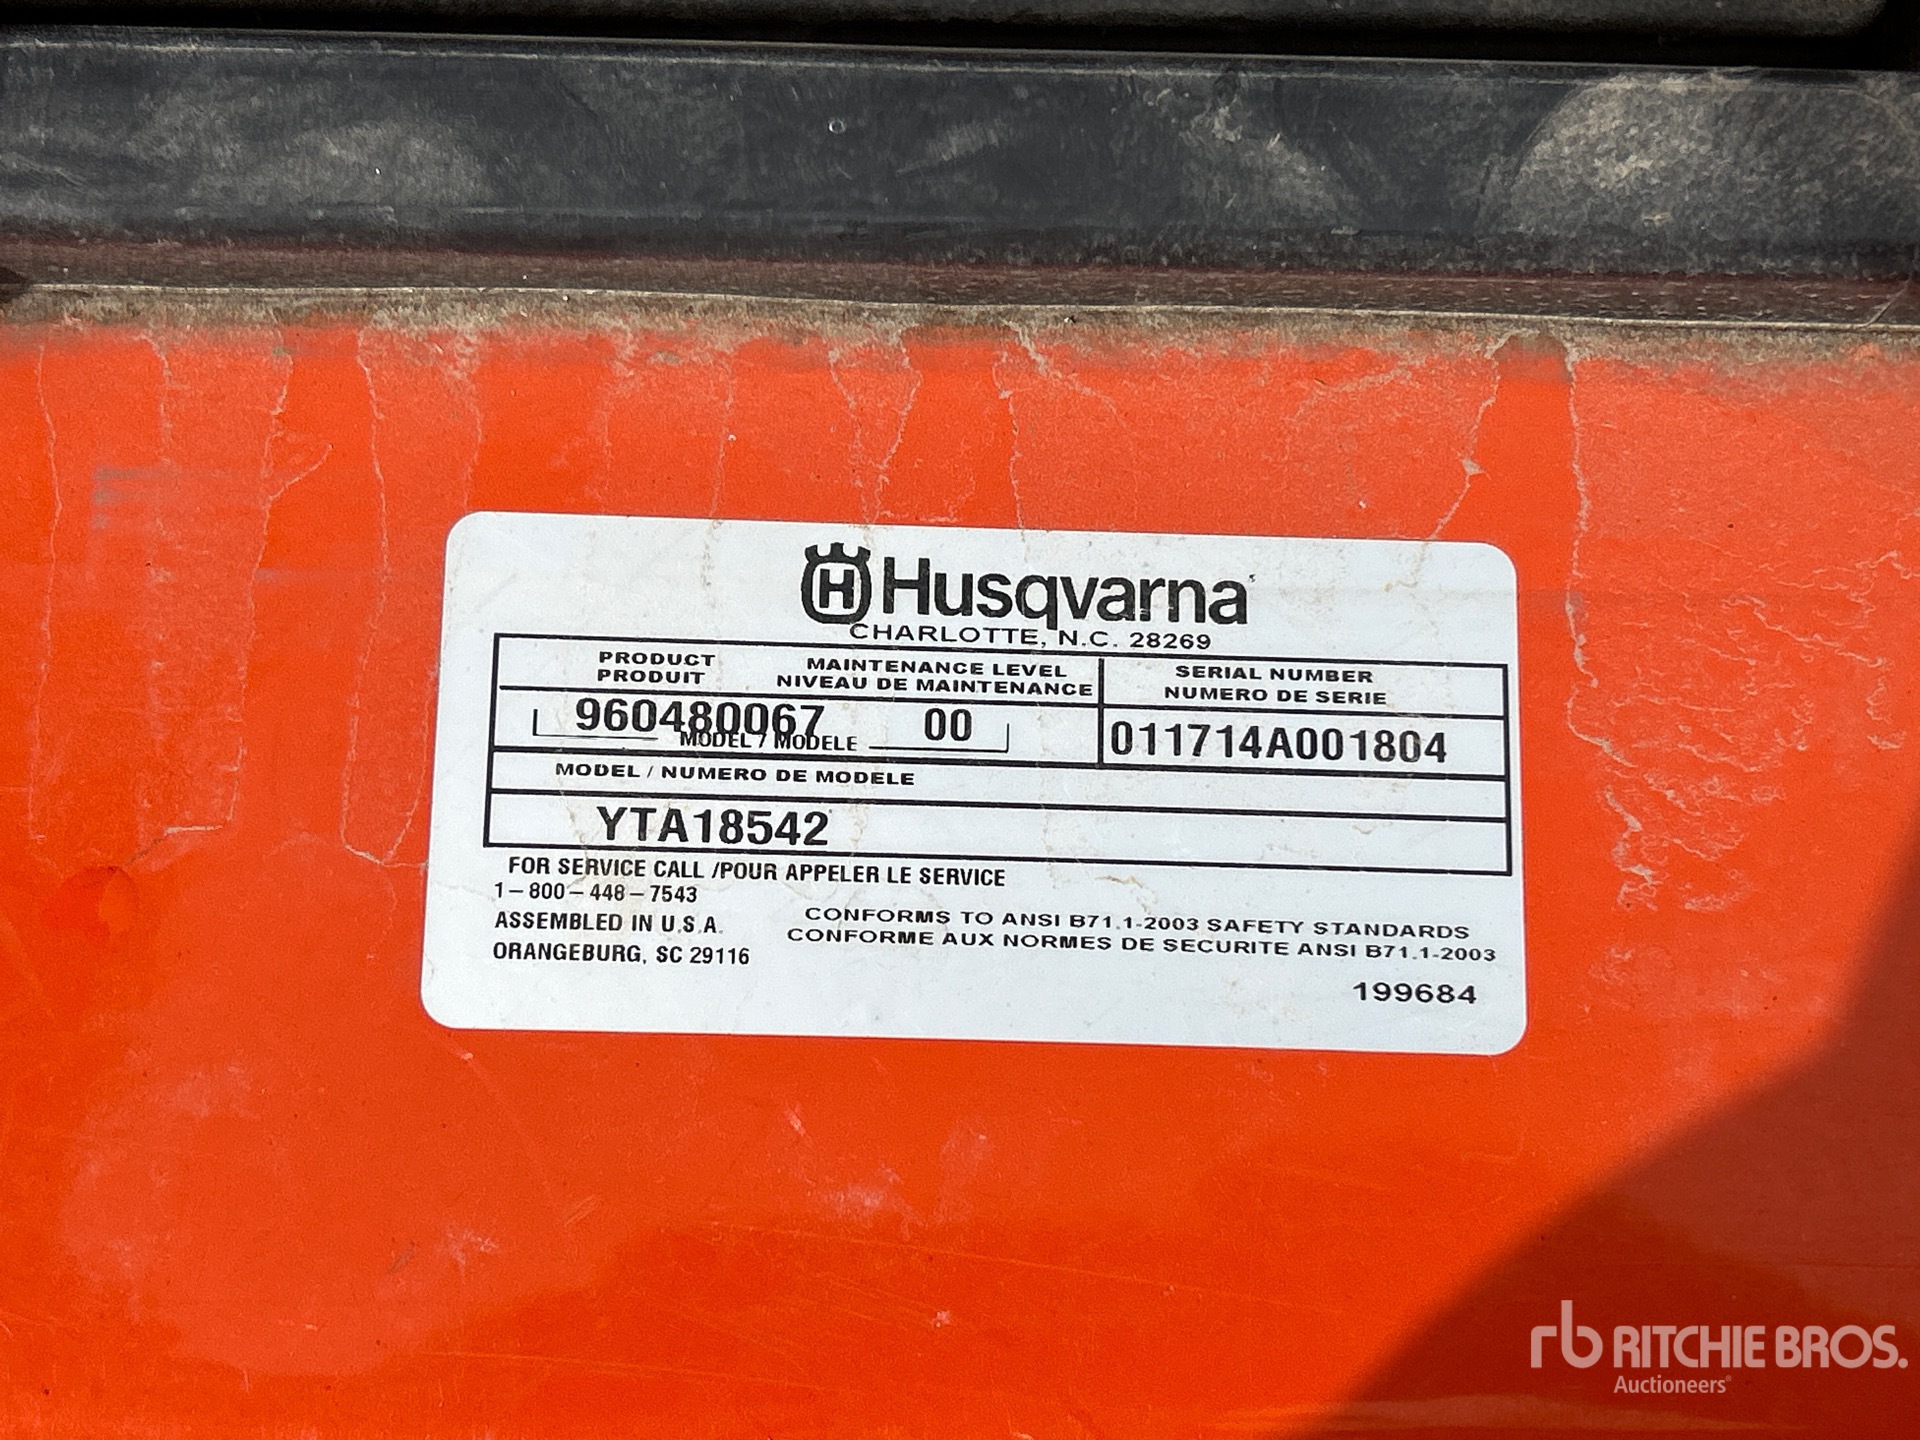 Husqvarna
CHARLOTTE, N.C. 28269
PRODUCT
PRODUIT
MAINTENANCE LEVEL
NIVEAU DE MAINTENANCE
SERIAL NUMBER
NUMERO DE SERIE
960480067 00
MODEL / MODELE
011714A001804
MODEL / NUMERO DE MODELE
YTA18542
FOR SERVICE CALL /POUR APPELER LE SERVICE
1-800-448-7543
ASSEMBLED IN U.S.A.
ORANGEBURG, SC 29116
CONFORMS TO ANSI B71.1-2003 SAFETY STANDARDS
CONFORME AUX NORMES DE SECURITE ANSI B71.1-2003
199684
rb RITCHIE BROS.
Auctioneers®